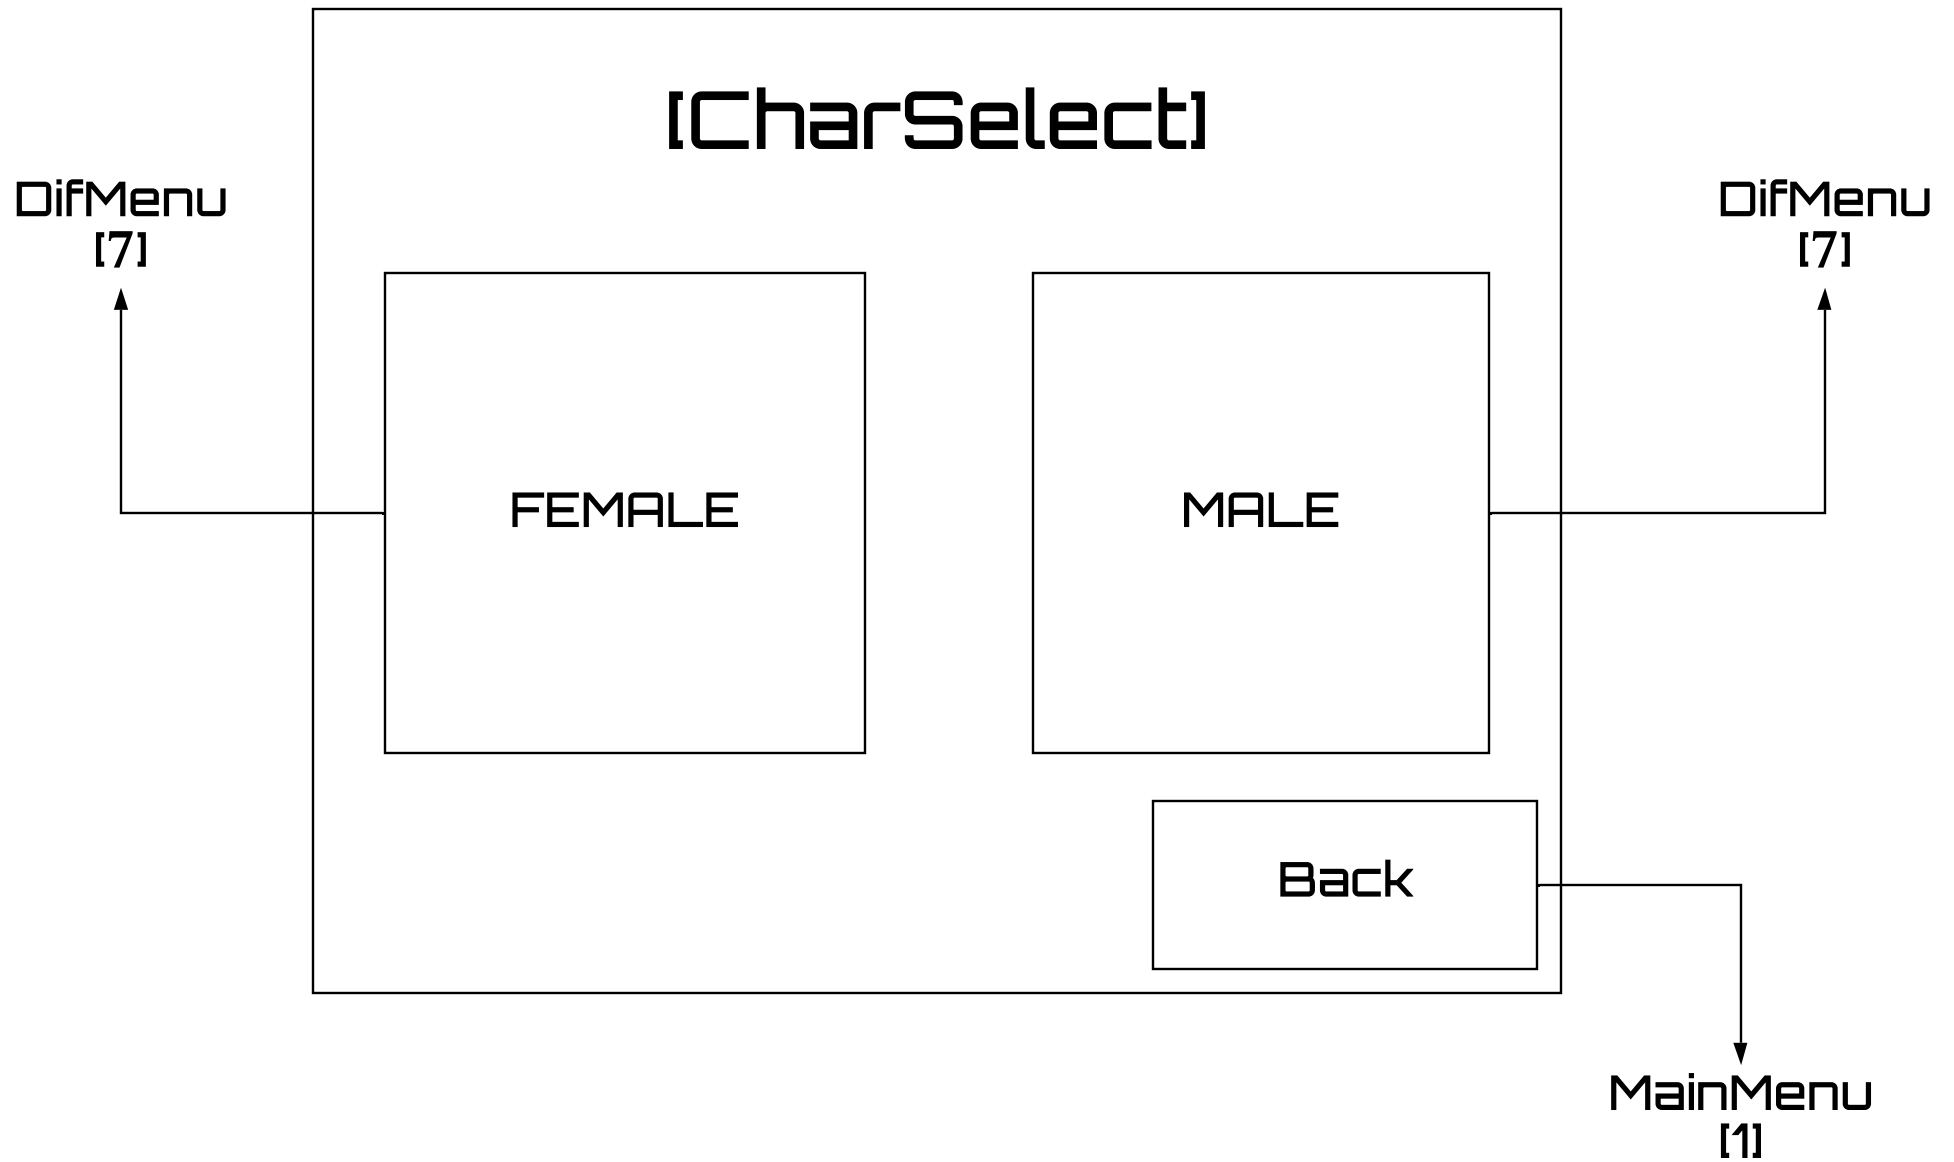 [CharSelect]
DifMenu
[7]
DifMenu
[7]
FEMALE
MALE
Back
MainMenu
[1]